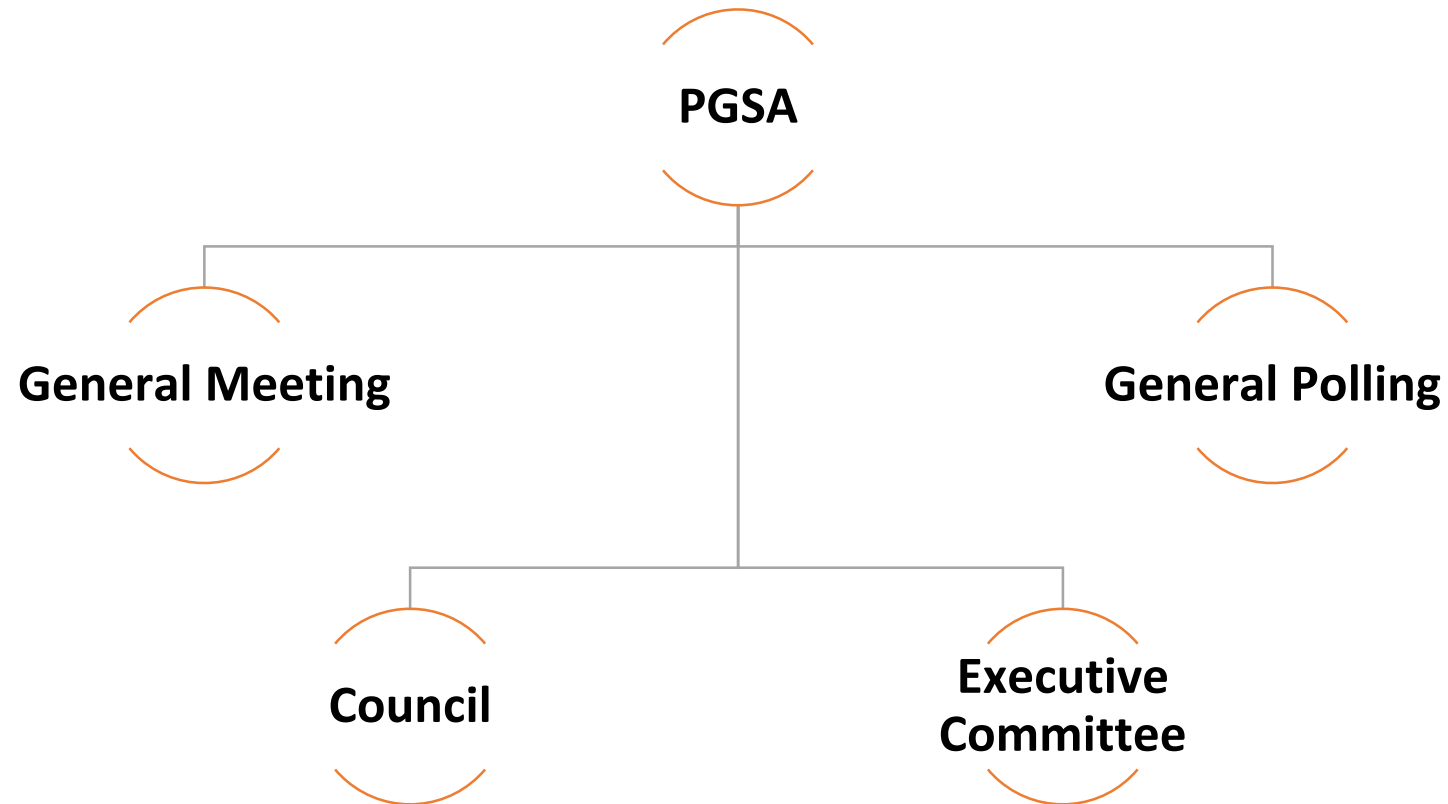 PGSA
General Meeting
General Polling
Council
Executive
Committee